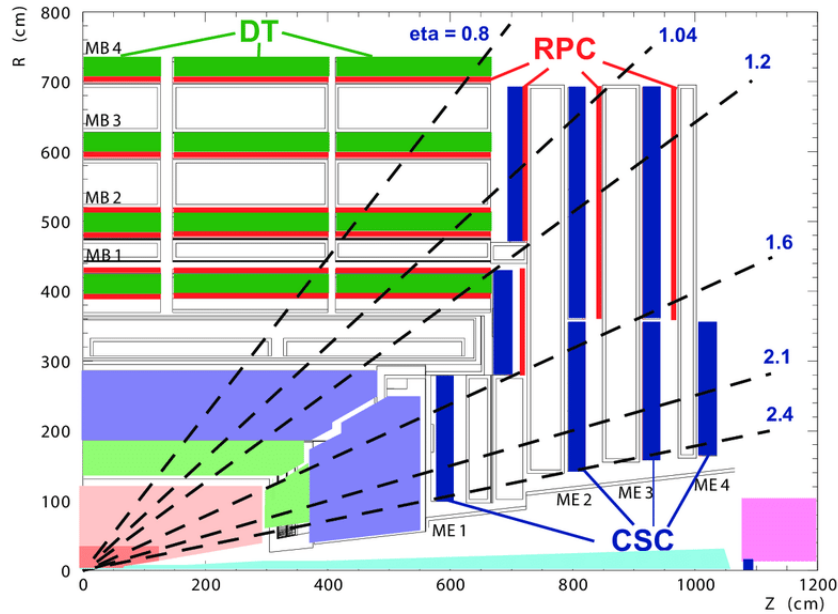 R (cm)
800
700
600
500
400
300
200
100
0
MB 4
MB 3
MB 2
MB 1
DT
eta = 0.8
1.04
1.2
RPC
1.6
2.1
2.4
ME 1
ME 2
ME 3
ME 4
CSC
0 200 400 600 800 1000 1200
Z (cm)